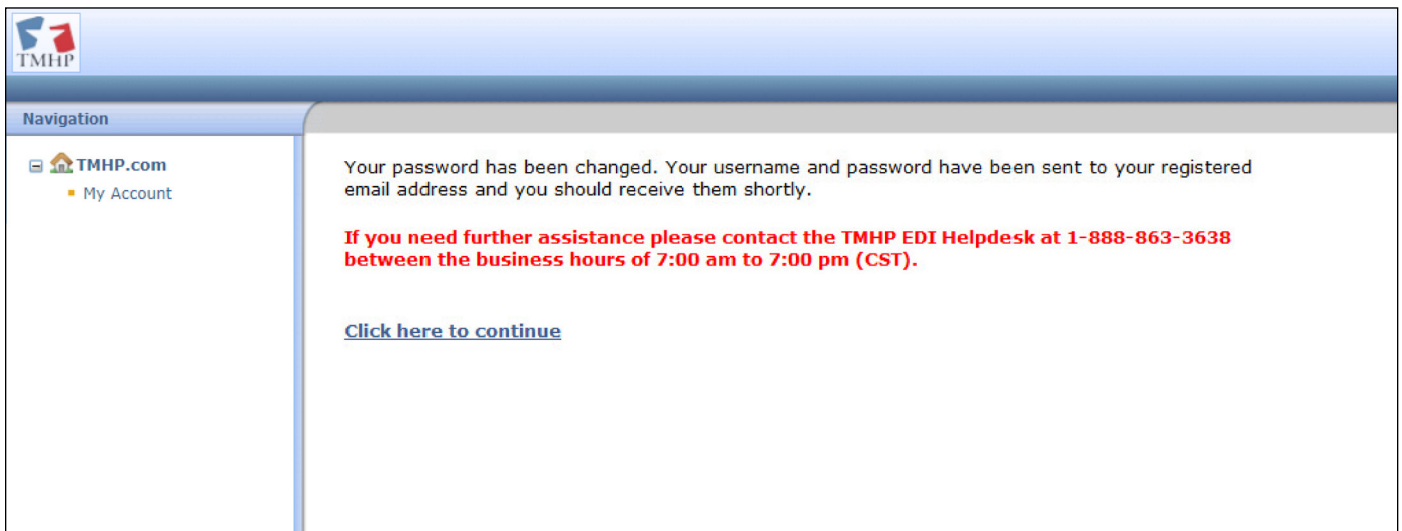 TMHP
Navigation
TMHP.com
My Account
Your password has been changed. Your username and password have been sent to your registered
email address and you should receive them shortly.
If you need further assistance please contact the TMHP EDI Helpdesk at 1-888-863-3638
between the business hours of 7:00 am to 7:00 pm (CST).
Click here to continue